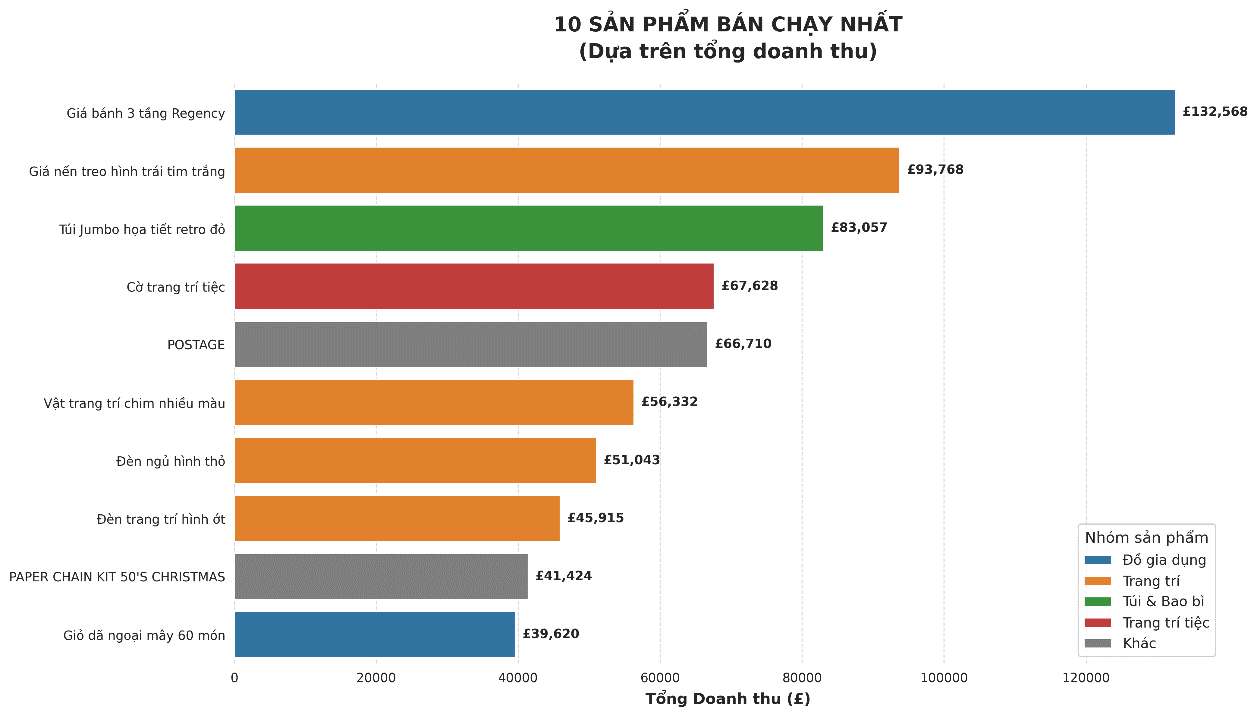 10 SẢN PHẨM BÁN CHẠY NHẤT
(Dựa trên tổng doanh thu)
Giá bánh 3 tầng Regency
£132,568
Giá nến treo hình trái tim trắng
£93,768
Túi Jumbo họa tiết retro đỏ
£83,057
Cờ trang trí tiệc
£67,628
POSTAGE
£66,710
Vật trang trí chim nhiều màu
£56,332
Đèn ngủ hình thỏ
£51,043
Đèn trang trí hình ớt
£45,915
PAPER CHAIN KIT 50'S CHRISTMAS
£41,424
Giỏ dã ngoại mây 60 món
£39,620
Nhóm sản phẩm
Đồ gia dụng
Trang trí
Túi & Bao bì
Trang trí tiệc
Khác
0 20000 40000 60000 80000 100000 120000
Tổng Doanh thu (£)